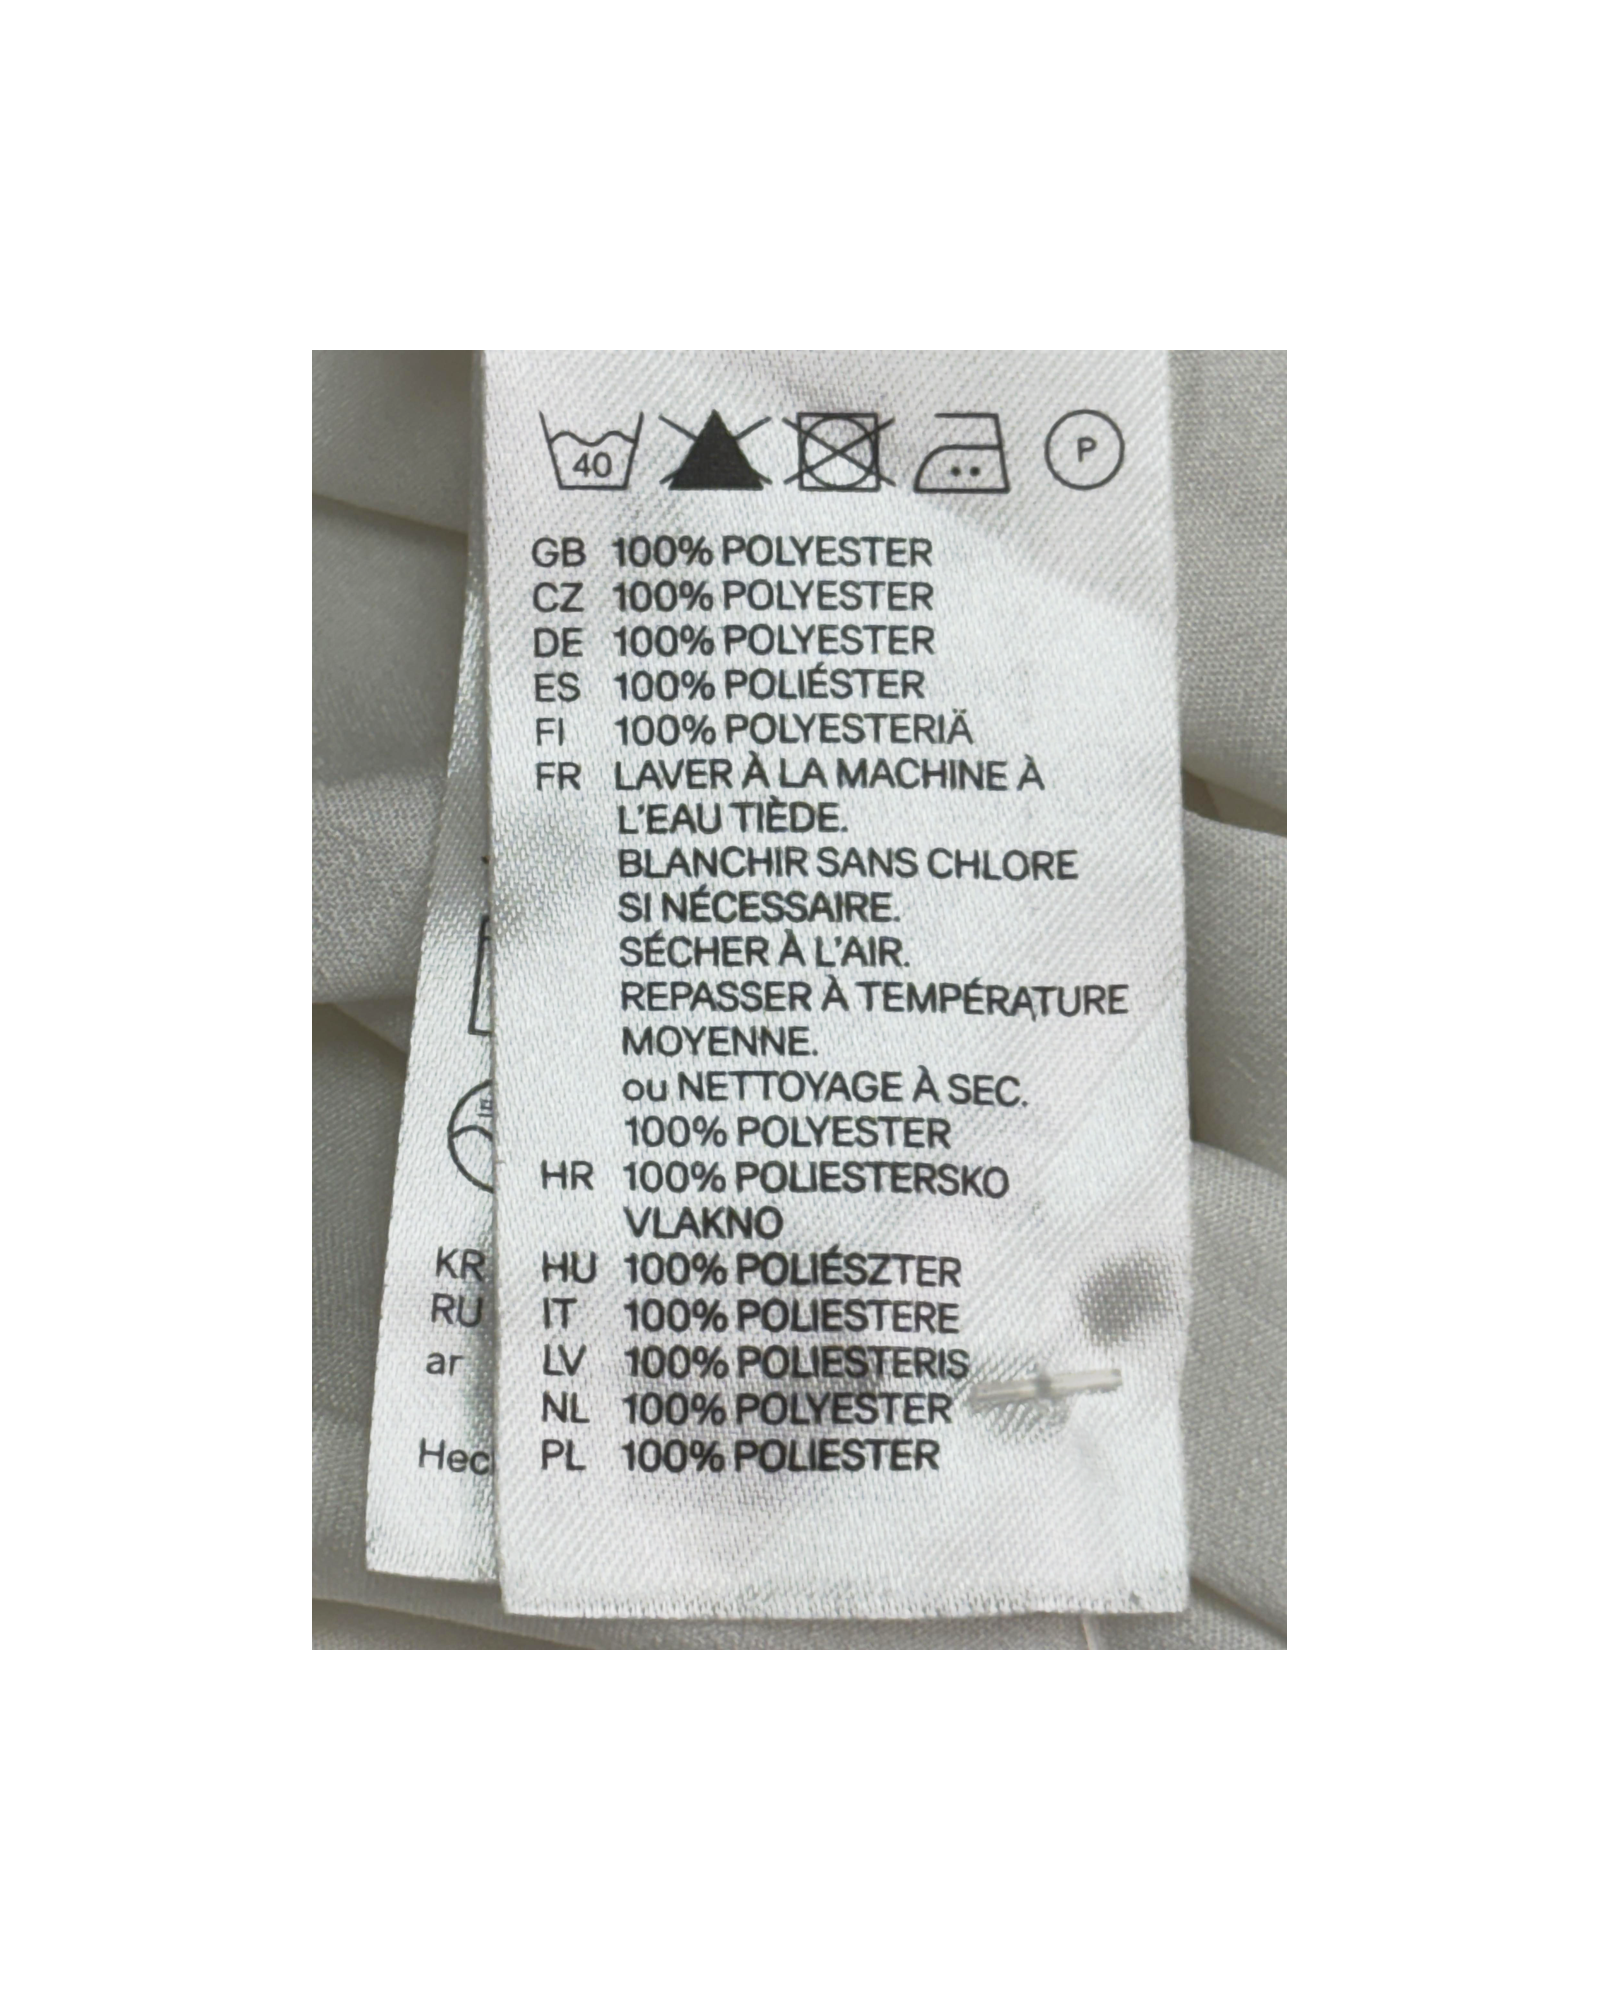 40
P
GB 100% POLYESTER
CZ 100% POLYESTER
DE 100% POLYESTER
ES 100% POLIÉSTER
FI 100% POLYESTERIÄ
FR LAVER À LA MACHINE À
L'EAU TIÈDE.
BLANCHIR SANS CHLORE
SI NÉCESSAIRE.
SÉCHER À L'AIR.
REPASSER À TEMPÉRATURE
MOYENNE.
ou NETTOYAGE À SEC.
100% POLYESTER
HR 100% POLIESTERSKO
VLAKNO
HU 100% POLIÉSZTER
IT 100% POLIESTERE
LV 100% POLIESTERIS
NL 100% POLYESTER
PL 100% POLIESTER
KR
RU
ar